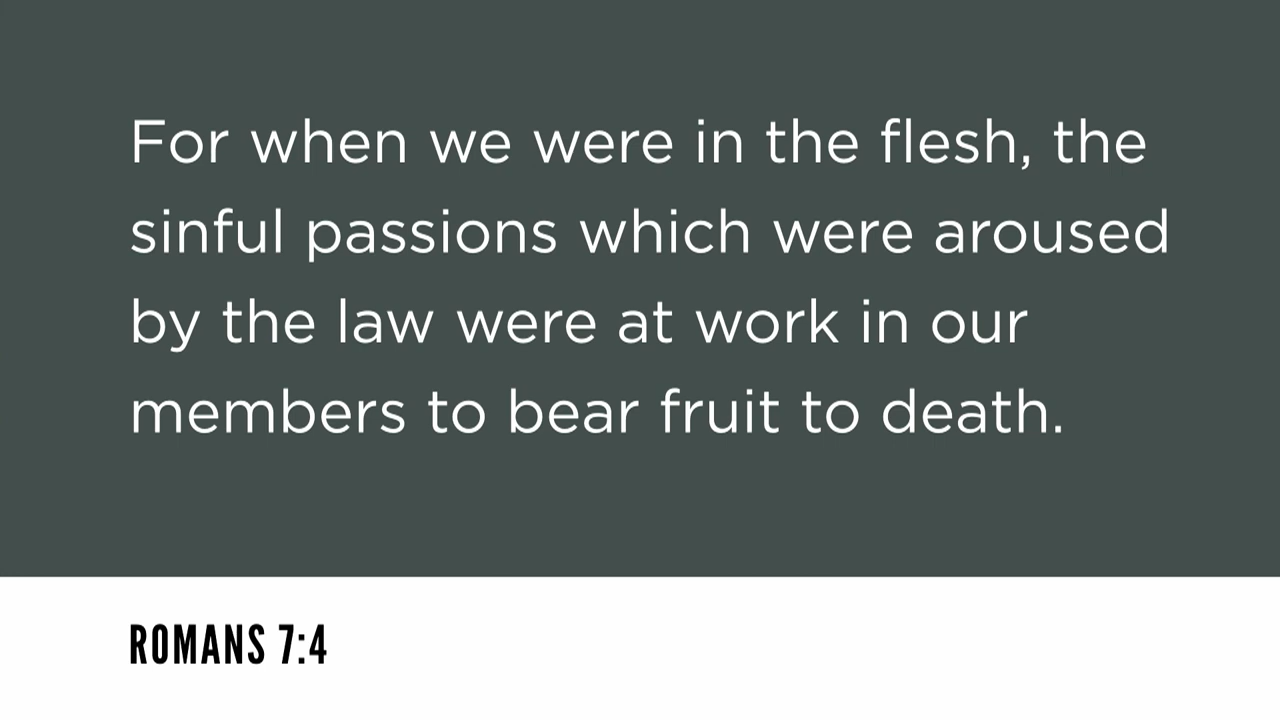 For when we were in the flesh, the
sinful passions which were aroused
by the law were at work in our
members to bear fruit to death.
ROMANS 7:4